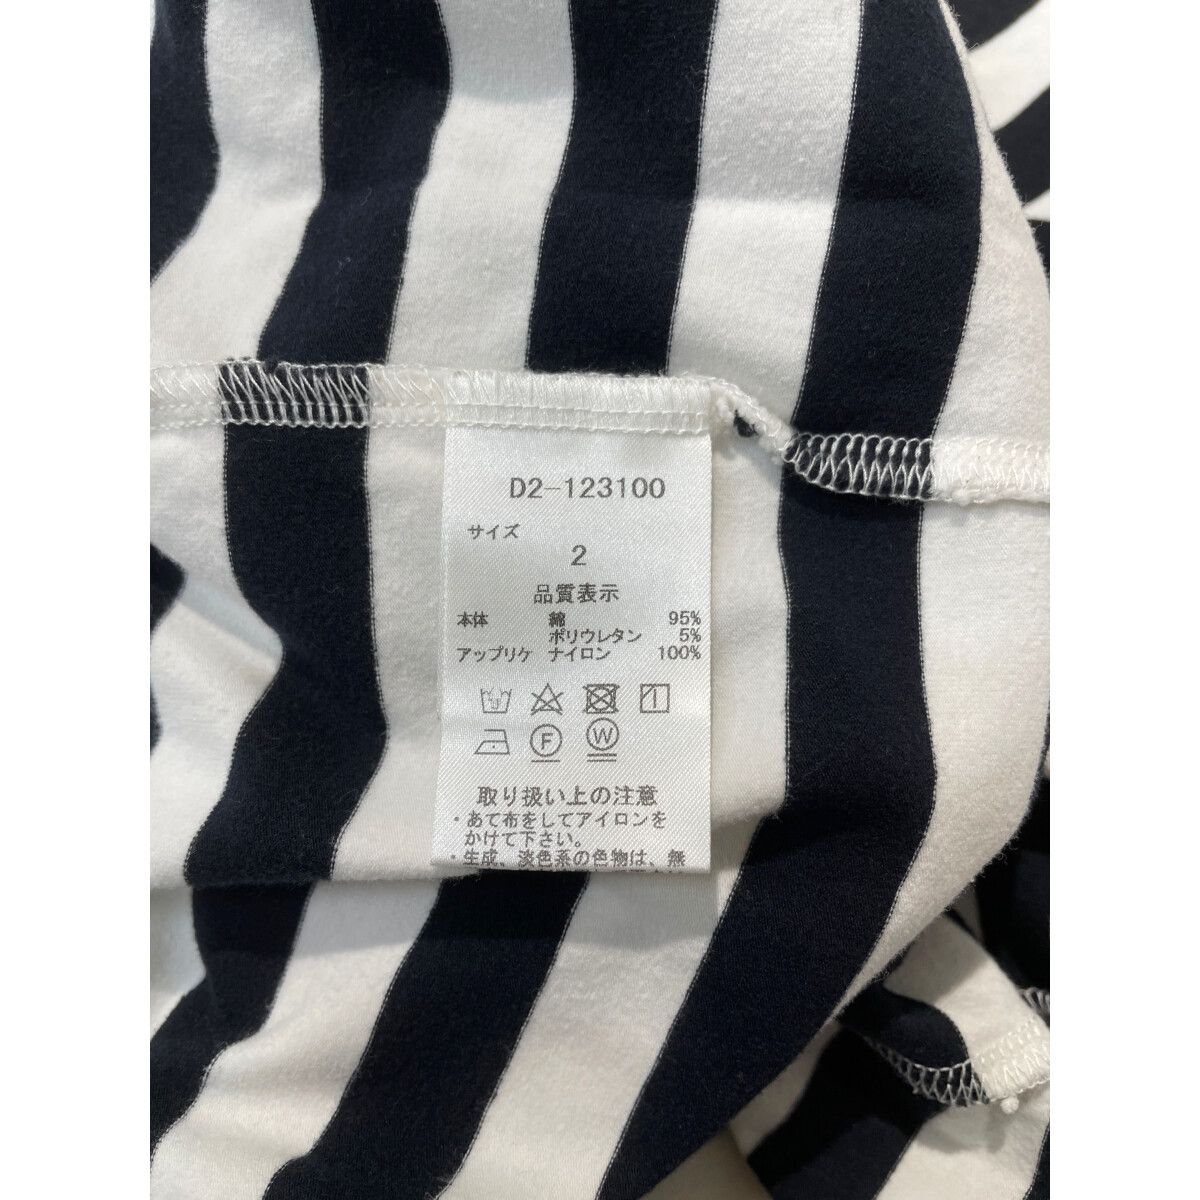 D2-123100
サイズ
2
品質表示
本体 綿 95%
ポリウレタン 5%
アップリケ ナイロン 100%
F W
取り扱い上の注意
・あて布をしてアイロンを
かけて下さい。
・生成、淡色系の色物は、無